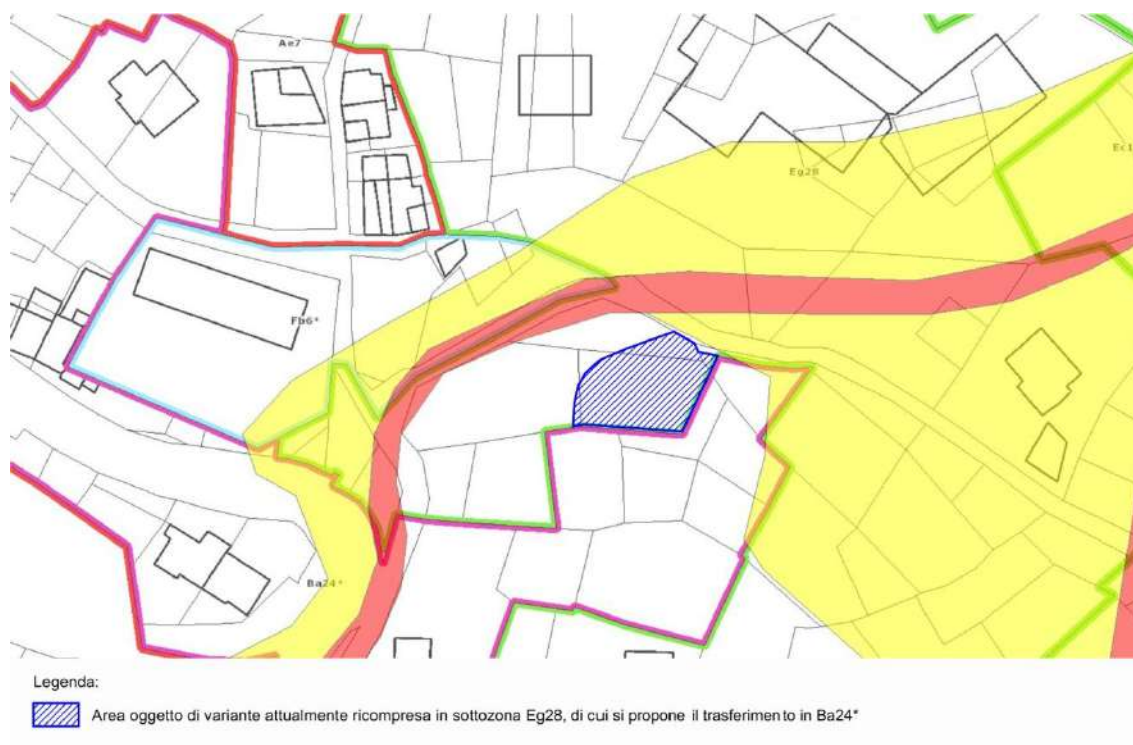 Ae7
Eg28
Ec1
Fb6*
Ba24*
Legenda:
Area oggetto di variante attualmente ricompresa in sottozona Eg28, di cui si propone il trasferimento in Ba24*